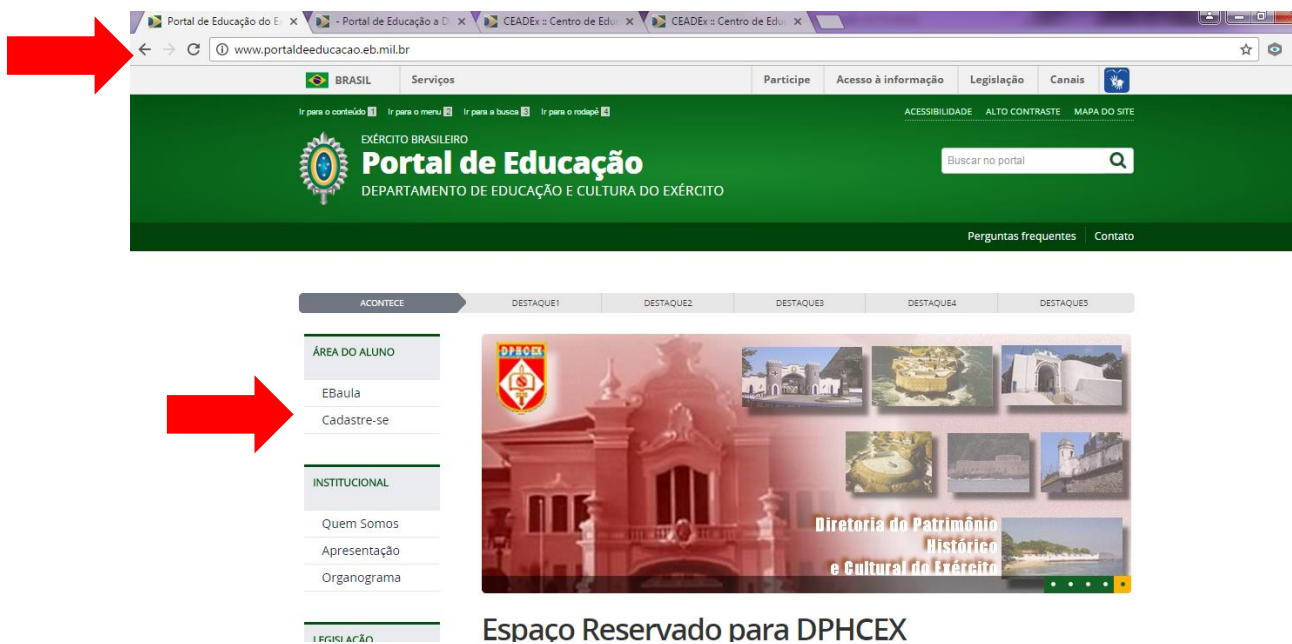 Portal de Educação do E
- Portal de Educação a D
CEADEx :: Centro de Edu
CEADEx :: Centro de Edu
www.portaldeeducacao.eb.mil.br
BRASIL Serviços Participe Acesso à informação Legislação Canais
Ir para o conteúdo 1 Ir para o menu 2 Ir para a busca 3 Ir para o rodapé 4 ACESSIBILIDADE ALTO CONTRASTE MAPA DO SITE
EXÉRCITO BRASILEIRO
Portal de Educação
DEPARTAMENTO DE EDUCAÇÃO E CULTURA DO EXÉRCITO
Buscar no portal
Perguntas frequentes Contato
ACONTECE DESTAQUE1 DESTAQUE2 DESTAQUE3 DESTAQUE4 DESTAQUE5
ÁREA DO ALUNO
EBaula
Cadastre-se
INSTITUCIONAL
Quem Somos
Apresentação
Organograma
LEGISLAÇÃO
DPHCEX
Diretoria do Patrimônio
Histórico
e Cultural do Exército
Espaço Reservado para DPHCEX